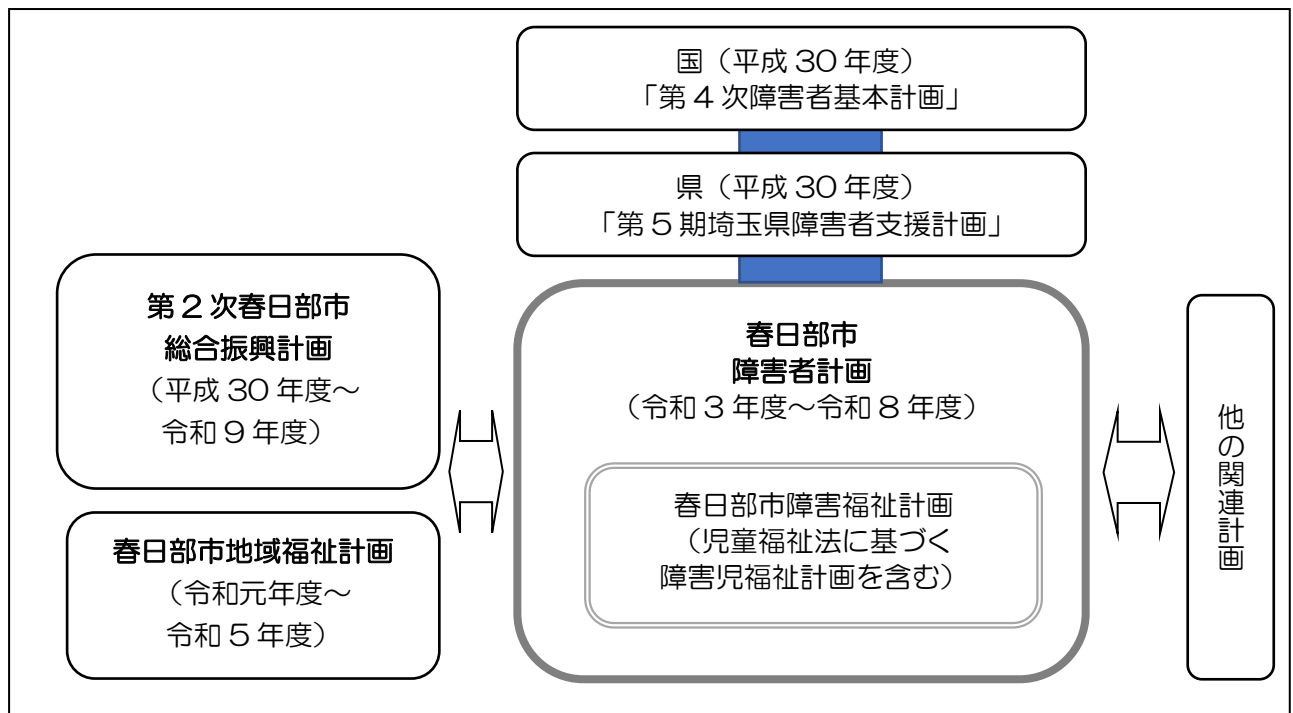 国（平成30年度）
「第4次障害者基本計画」
県（平成30年度）
「第5期埼玉県障害者支援計画」
第2次春日部市
総合振興計画
（平成30年度～
令和9年度）
春日部市地域福祉計画
（令和元年度～
令和5年度）
春日部市
障害者計画
（令和3年度～令和8年度）
春日部市障害福祉計画
（児童福祉法に基づく
障害児福祉計画を含む）
他の関連計画